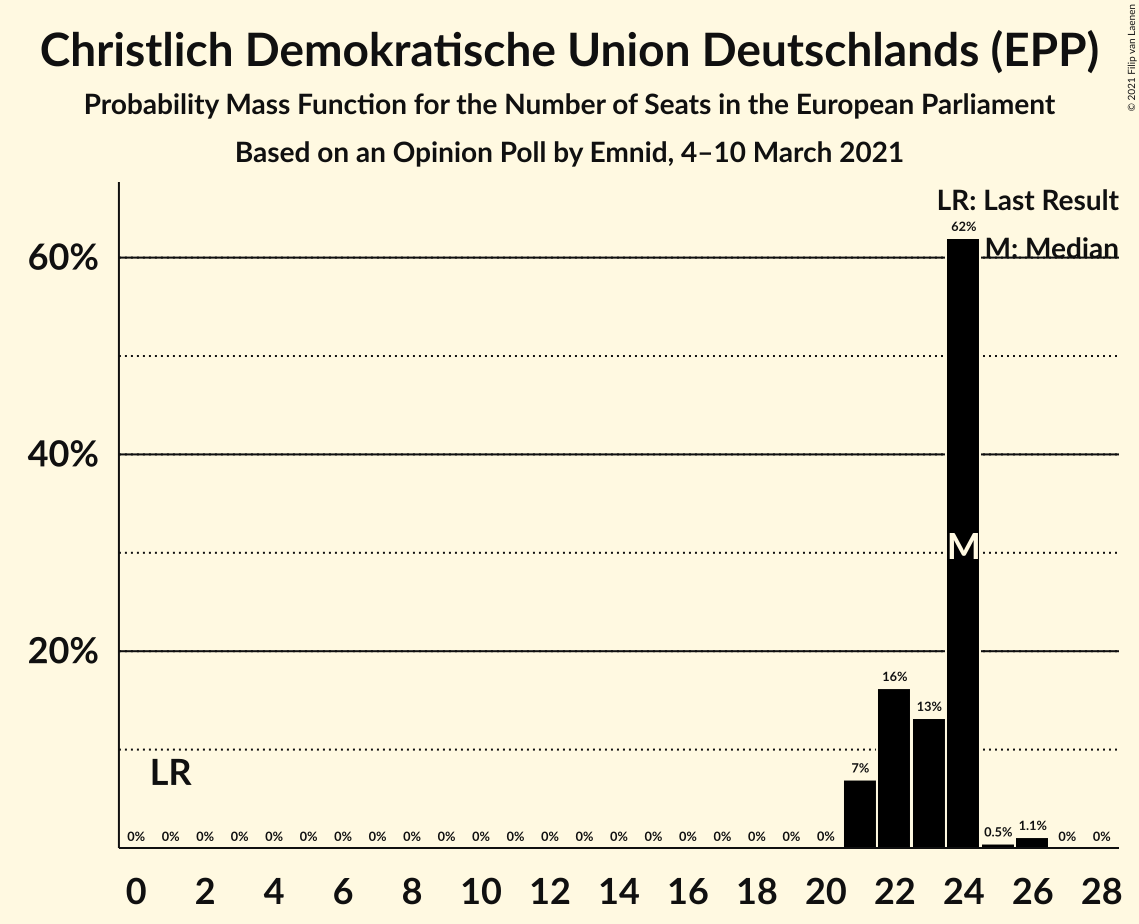 Christlich Demokratische Union Deutschlands (EPP)
Probability Mass Function for the Number of Seats in the European Parliament
Based on an Opinion Poll by Emnid, 4–10 March 2021
© 2021 Filip van Laenen
LR: Last Result
M: Median
60%
40%
20%
62%
M
16%
13%
7%
LR
0% 0% 0% 0% 0% 0% 0% 0% 0% 0% 0% 0% 0% 0% 0% 0% 0% 0% 0% 0% 0% 0.5% 1.1% 0% 0%
0 2 4 6 8 10 12 14 16 18 20 22 24 26 28